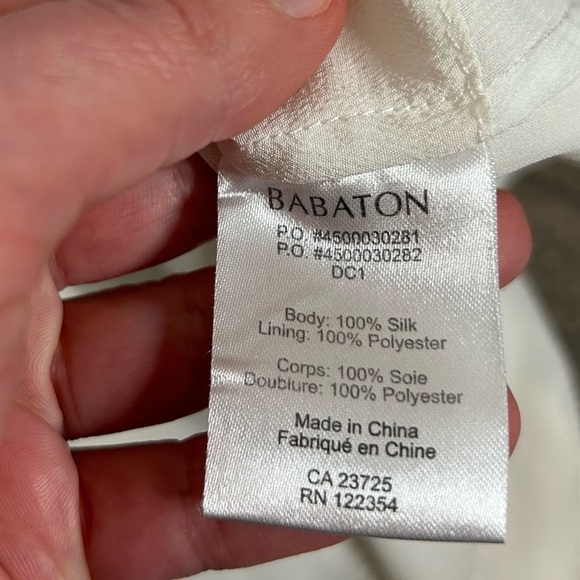 BABATON
P.O. #4500030281
P.O. #4500030282
DC1
Body: 100% Silk
Lining: 100% Polyester
Corps: 100% Soie
Doublure: 100% Polyester
Made in China
Fabriqué en Chine
CA 23725
RN 122354